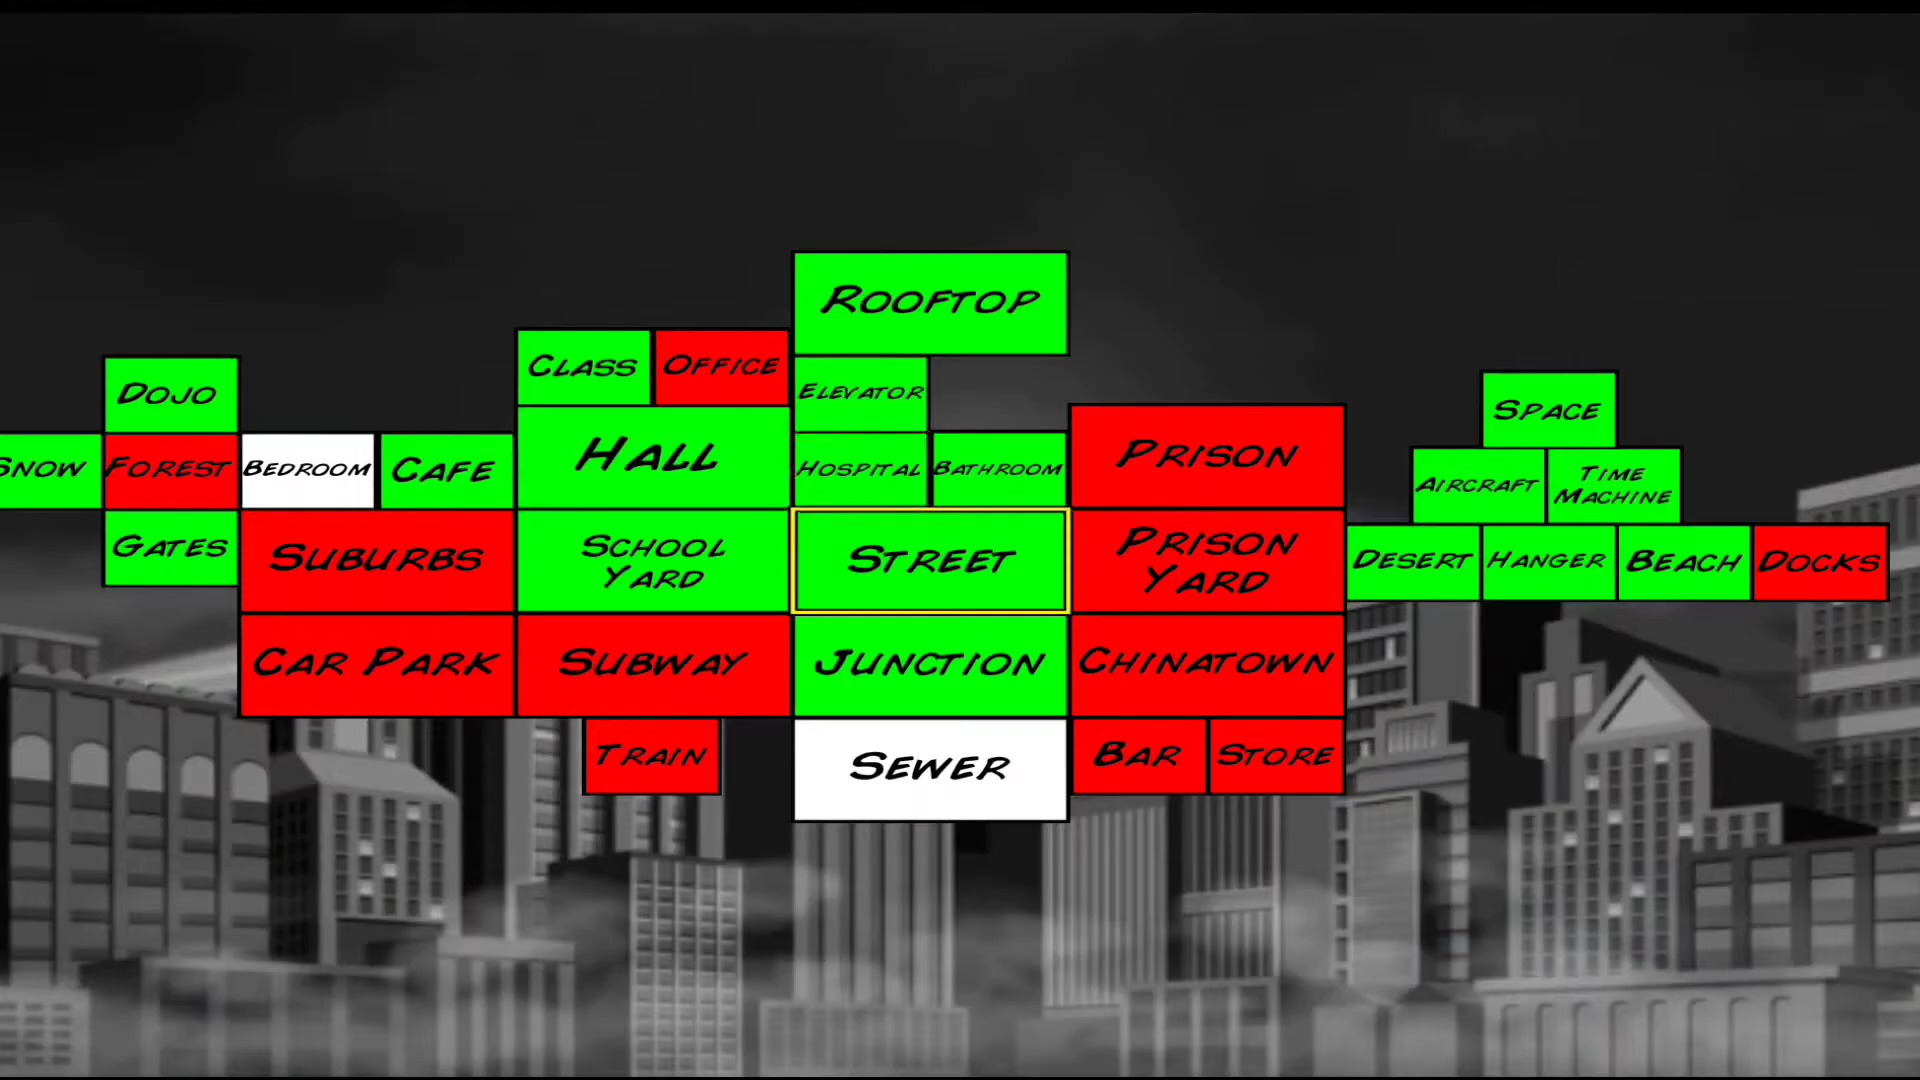 Rooftop
Class
Office
Elevator
Dojo
Space
Hall
Prison
Snow
Forest
Bedroom
Cafe
Hospital
Bathroom
Aircraft
Time
Machine
Gates
Suburbs
School
Yard
Street
Prison
Yard
Desert
Hanger
Beach
Docks
Car Park
Subway
Junction
Chinatown
Train
Sewer
Bar
Store